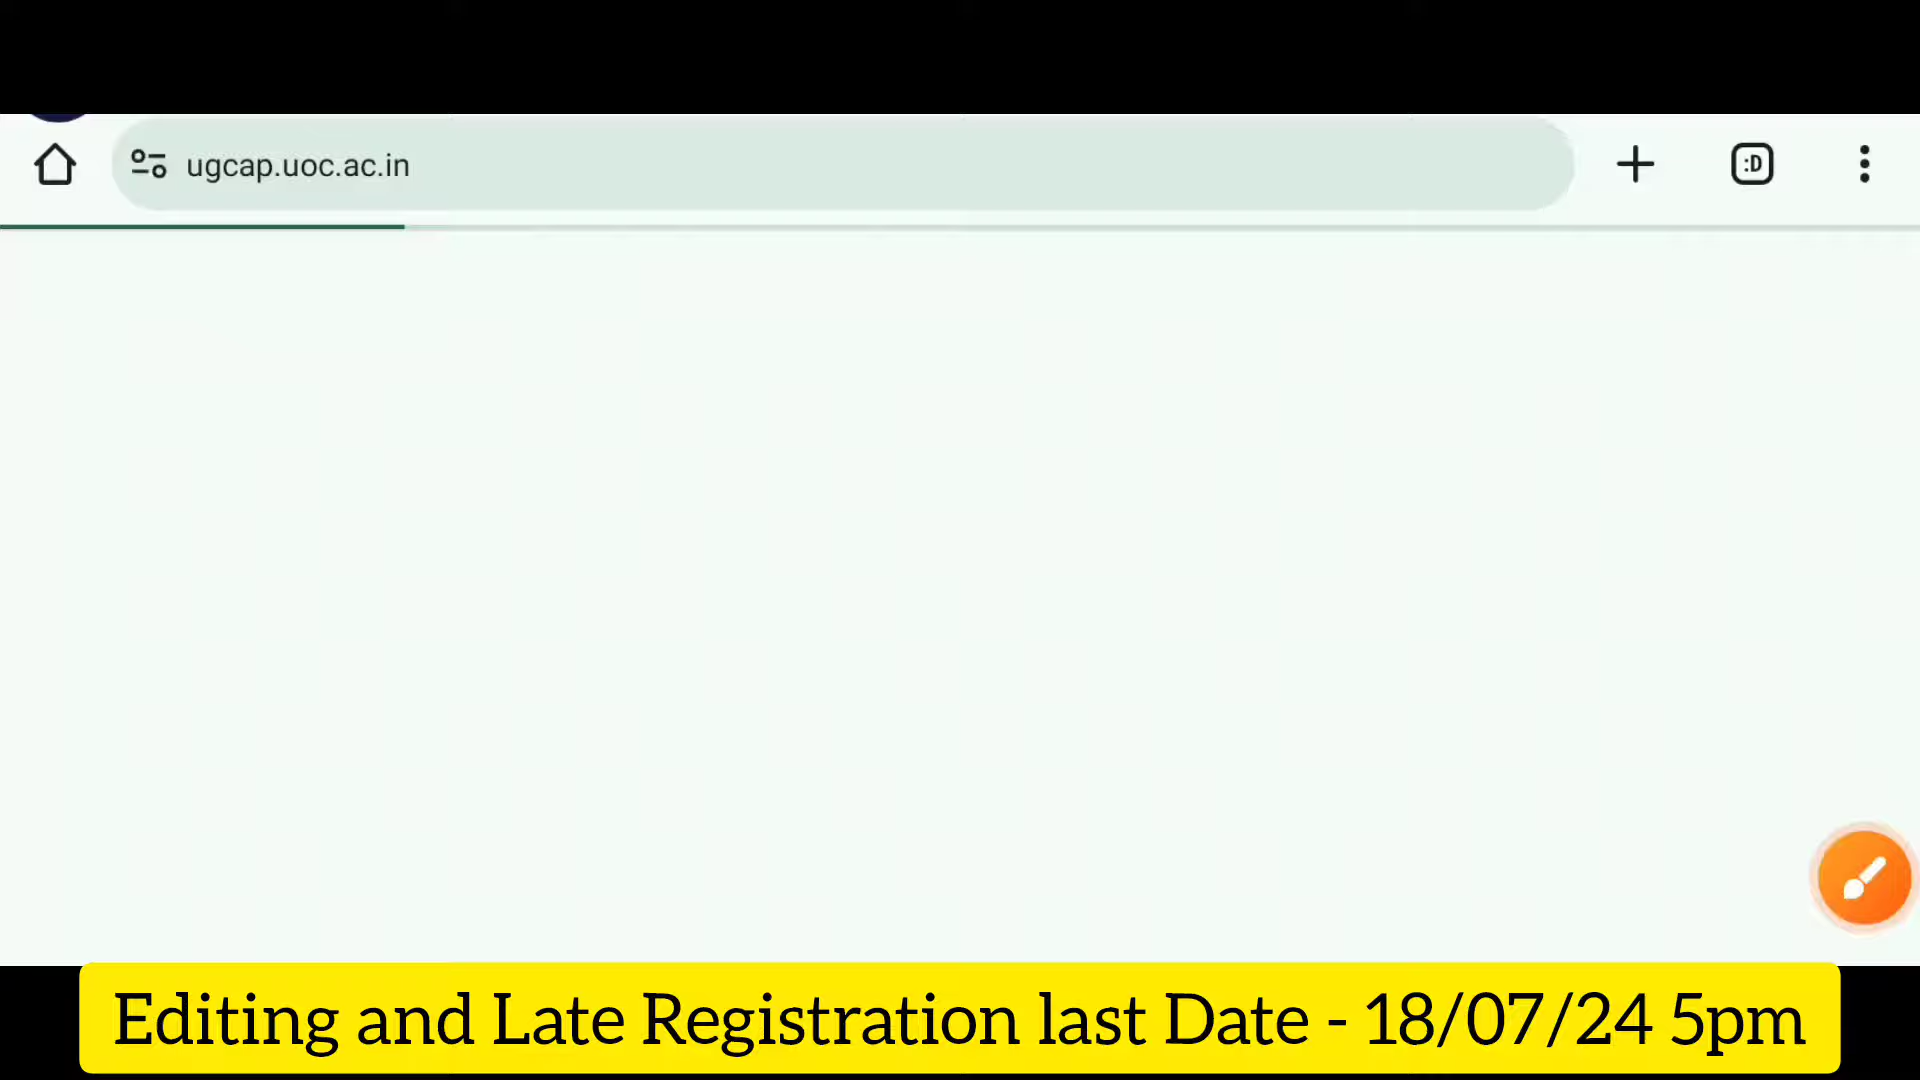 ugcap.uoc.ac.in
:D
Editing and Late Registration last Date - 18/07/24 5pm